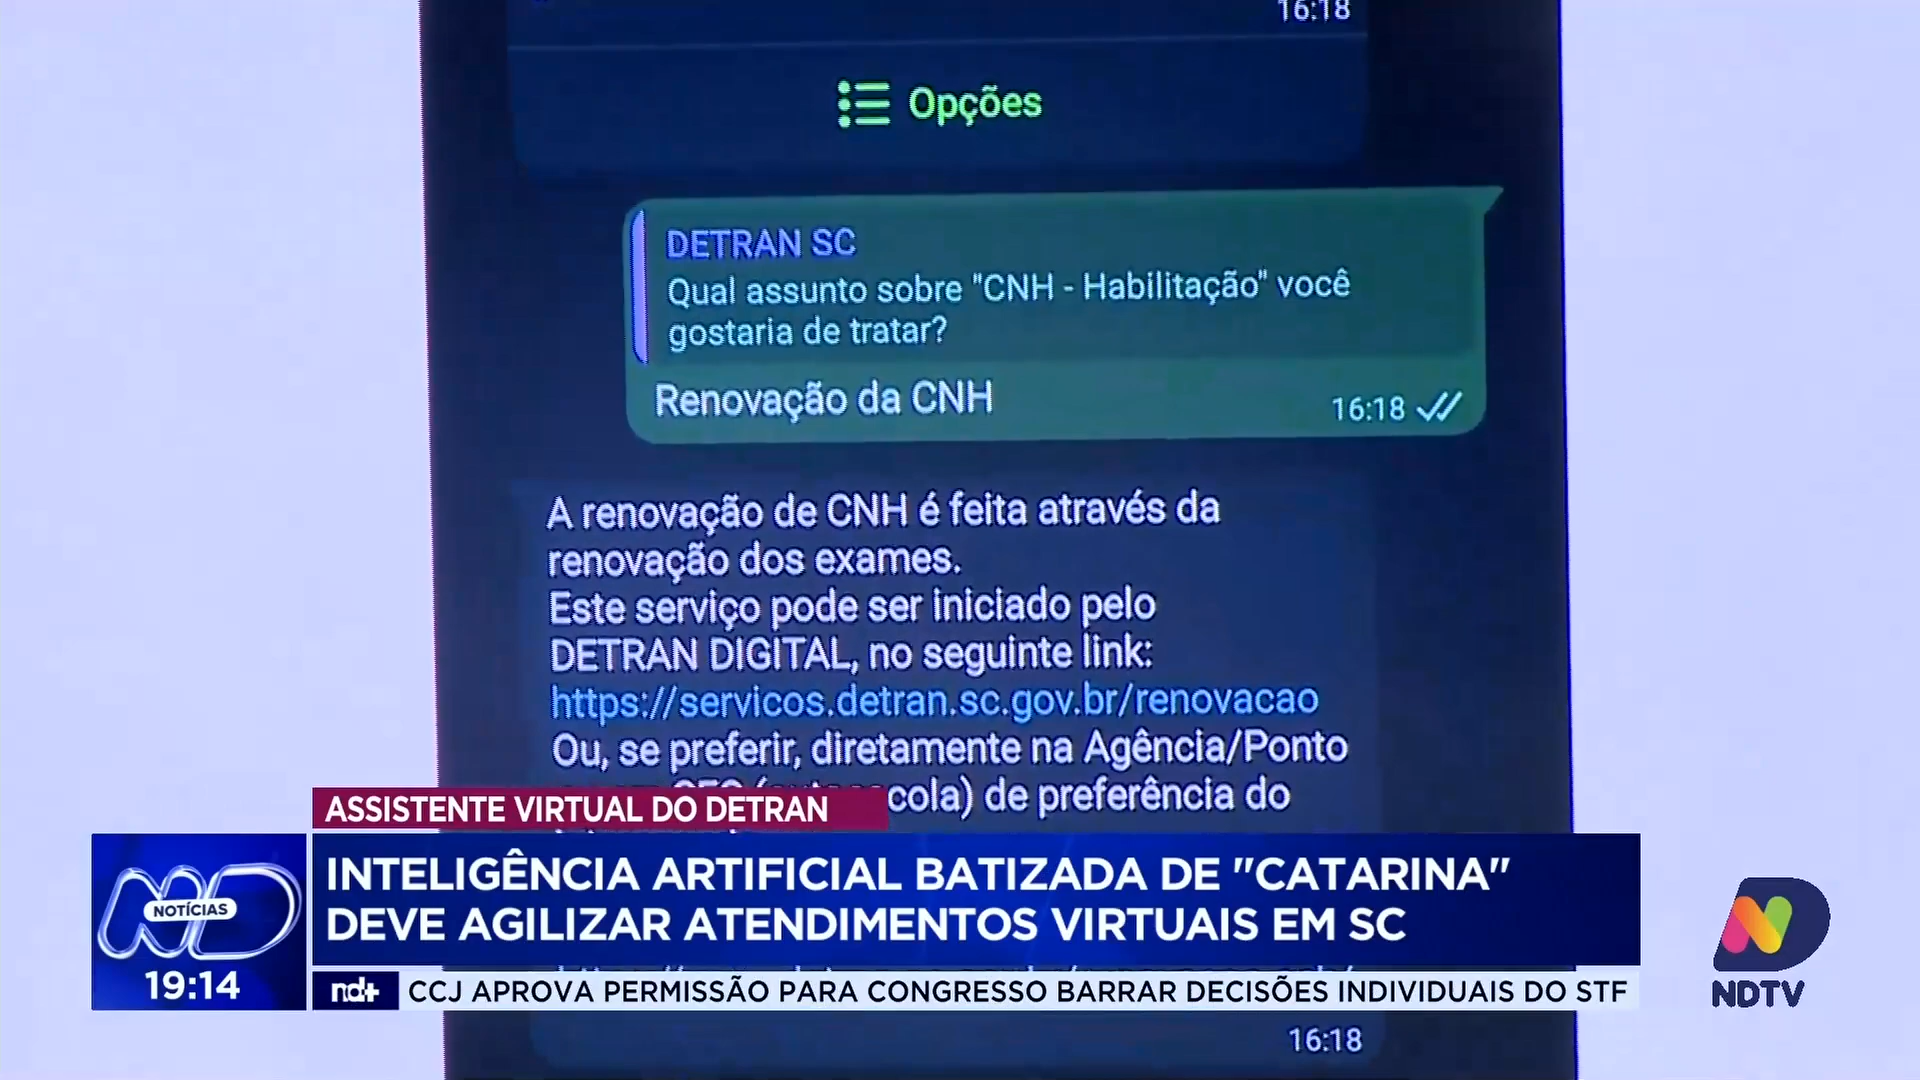 16:18
Opções
DETRAN SC
Qual assunto sobre "CNH - Habilitação" você
gostaria de tratar?
Renovação da CNH
16:18
A renovação de CNH é feita através da
renovação dos exames.
Este serviço pode ser iniciado pelo
DETRAN DIGITAL, no seguinte link:
https://servicos.detran.sc.gov.br/renovacao
Ou, se preferir, diretamente na Agência/Ponto
de preferência do
ASSISTENTE VIRTUAL DO DETRAN
INTELIGÊNCIA ARTIFICIAL BATIZADA DE "CATARINA"
DEVE AGILIZAR ATENDIMENTOS VIRTUAIS EM SC
ND
NOTÍCIAS
19:14
nd+ CCJ APROVA PERMISSÃO PARA CONGRESSO BARRAR DECISÕES INDIVIDUAIS DO STF
NDTV
16:18